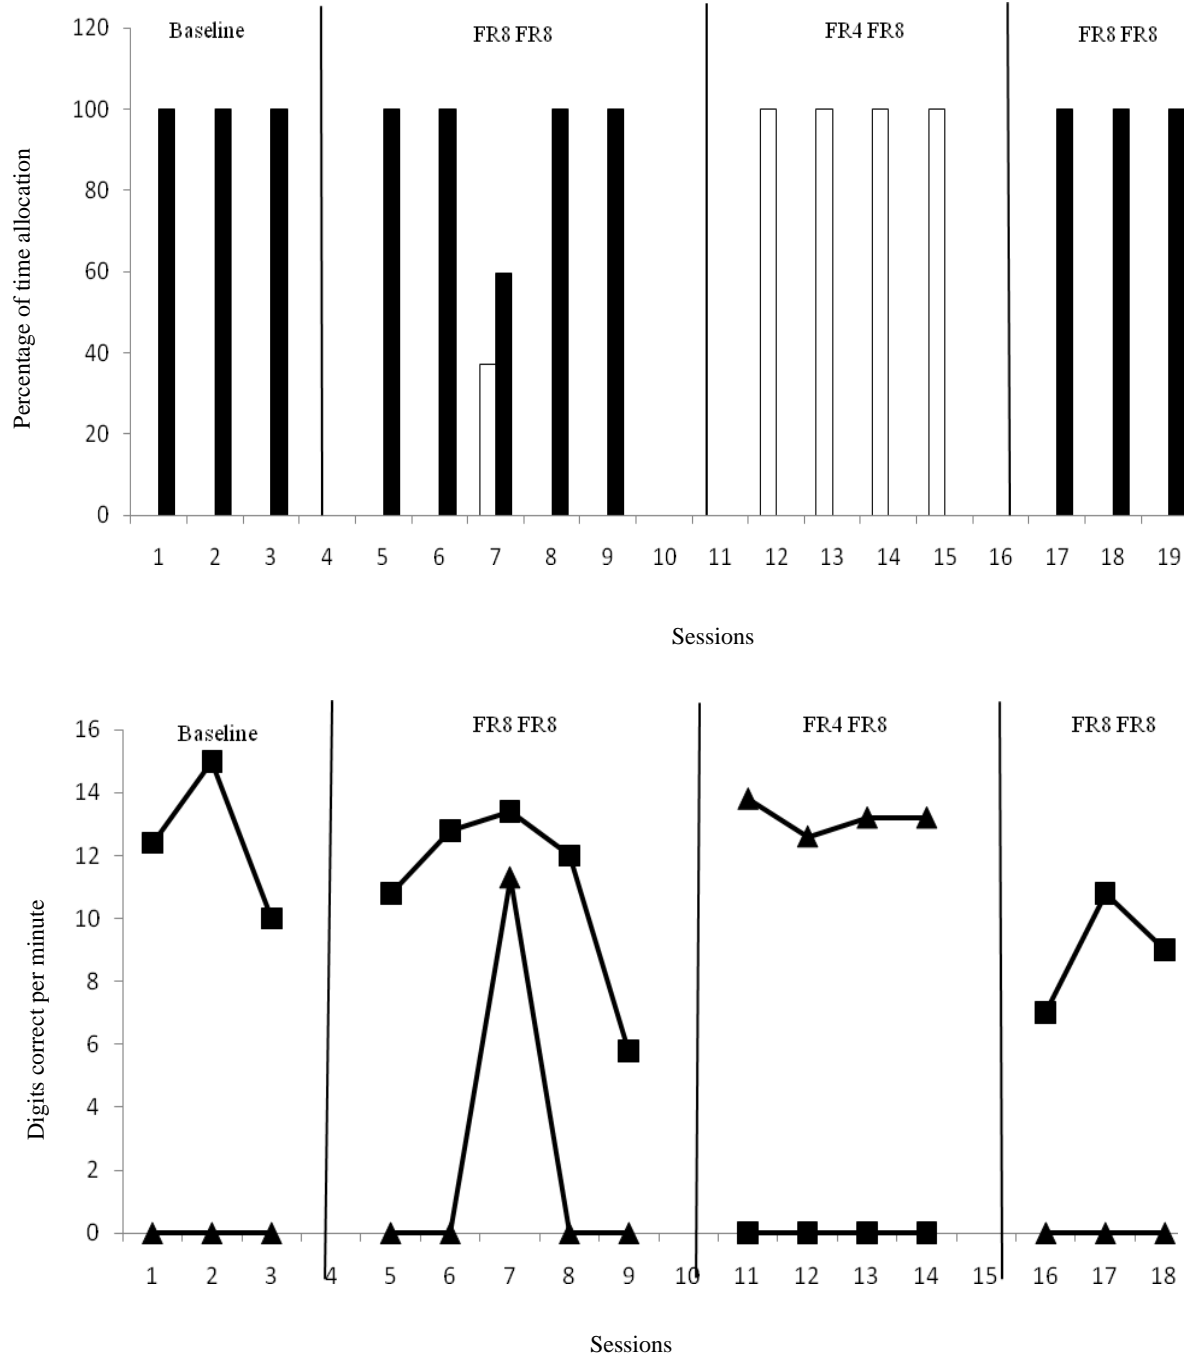 120
Baseline
FR8 FR8
FR4 FR8
FR8 FR8
100
80
60
40
20
0
Percentage of time allocation
1 2 3 4 5 6 7 8 9 10 11 12 13 14 15 16 17 18 19
Sessions
16
Baseline
FR8 FR8
FR4 FR8
FR8 FR8
14
12
10
8
6
4
2
0
Digits correct per minute
1 2 3 4 5 6 7 8 9 10 11 12 13 14 15 16 17 18
Sessions